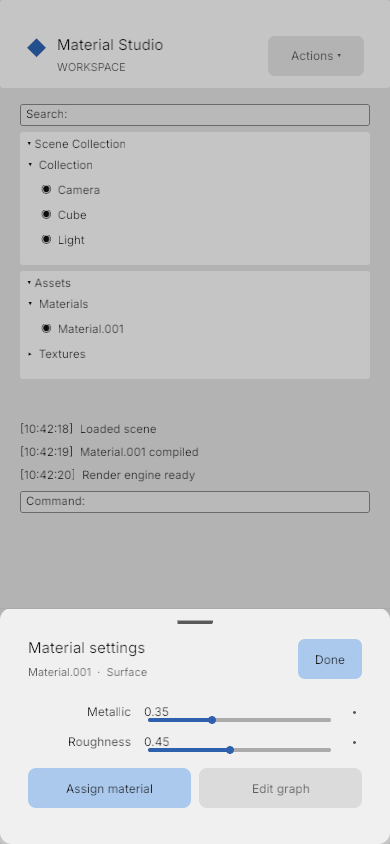 Material Studio
WORKSPACE
Actions
Search:
Scene Collection
Collection
Camera
Cube
Light
Assets
Materials
Material.001
Textures
[10:42:18] Loaded scene
[10:42:19] Material.001 compiled
[10:42:20] Render engine ready
Command:
Material settings
Material.001 · Surface
Done
Metallic 0.35
Roughness 0.45
Assign material
Edit graph